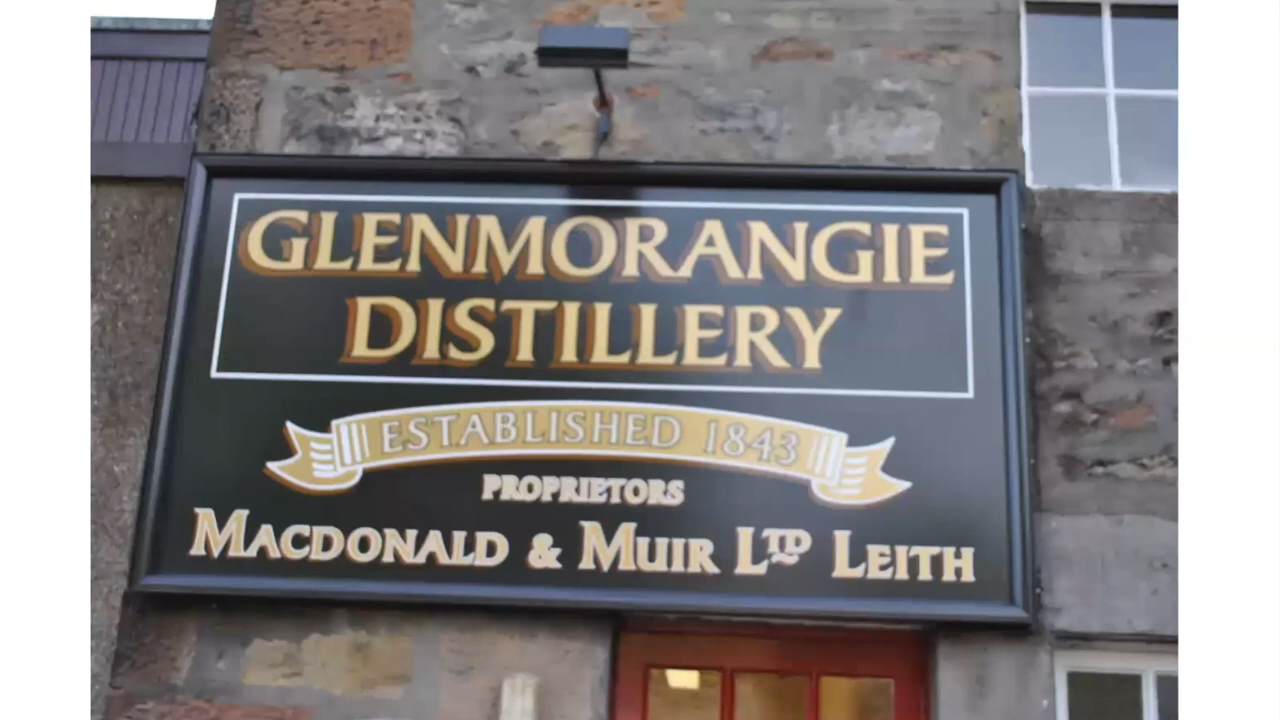 GLENMORANGIE
DISTILLERY
ESTABLISHED 1843
PROPRIETORS
MACDONALD & MUIR LTD LEITH